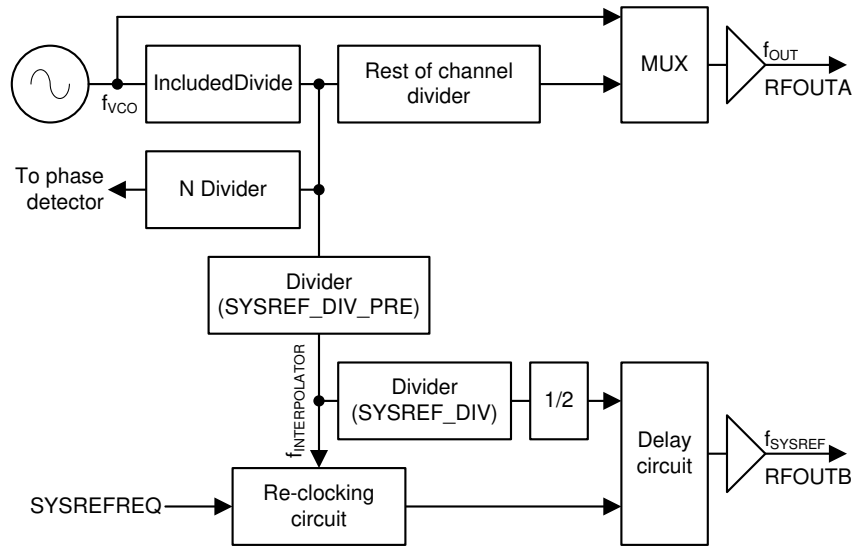 f_VCO
IncludedDivide
Rest of channel
divider
MUX
f_OUT
RFOUTA
To phase
detector
N Divider
Divider
(SYSREF_DIV_PRE)
f_INTERPOLATOR
Divider
(SYSREF_DIV)
1/2
Delay
circuit
f_SYSREF
RFOUTB
SYSREFREQ
Re-clocking
circuit